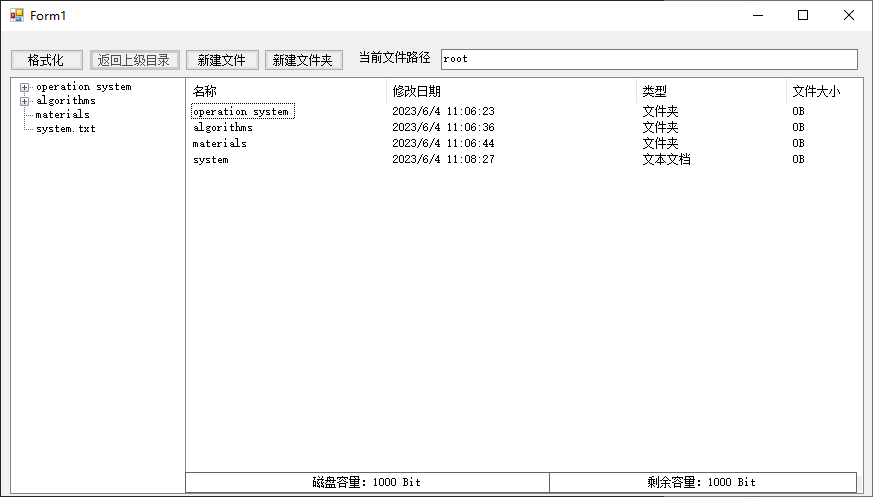 Form1
格式化 返回上级目录 新建文件 新建文件夹 当前文件路径 root
operation system
algorithms
materials
system.txt
名称 修改日期 类型 文件大小
operation system 2023/6/4 11:06:23 文件夹 0B
algorithms 2023/6/4 11:06:36 文件夹 0B
materials 2023/6/4 11:06:44 文件夹 0B
system 2023/6/4 11:08:27 文本文档 0B
磁盘容量：1000 Bit 剩余容量：1000 Bit